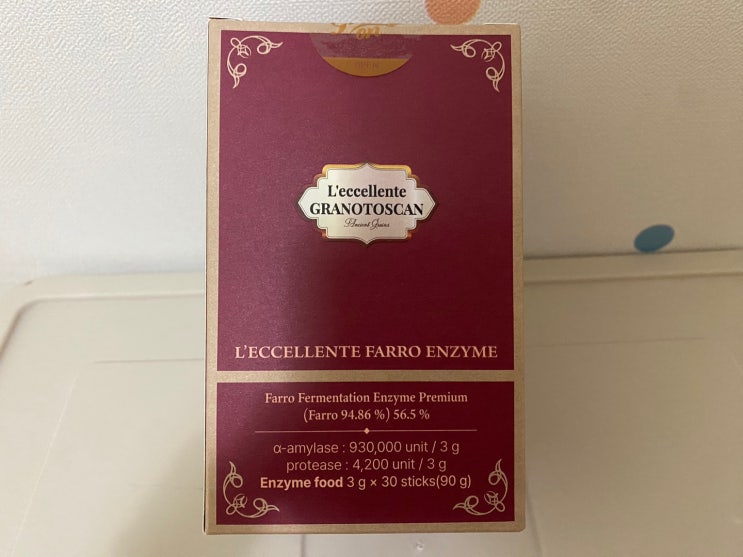 OPEN
L'eccellente
GRANOTOSCAN
Ancient Grains
L'ECCELLENTE FARRO ENZYME
Farro Fermentation Enzyme Premium
(Farro 94.86 %) 56.5 %
α-amylase : 930,000 unit / 3 g
protease : 4,200 unit / 3 g
Enzyme food 3 g × 30 sticks(90 g)